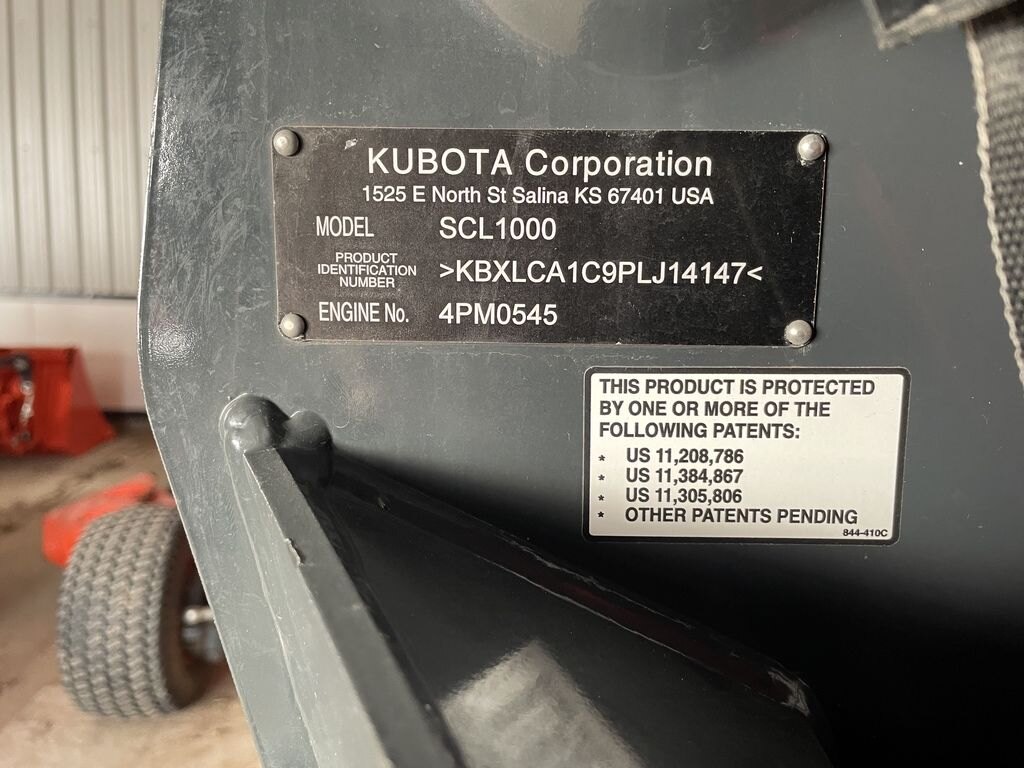 KUBOTA Corporation
1525 E North St Salina KS 67401 USA
MODEL SCL1000
PRODUCT
IDENTIFICATION
NUMBER >KBXLCA1C9PLJ14147<
ENGINE No. 4PM0545
THIS PRODUCT IS PROTECTED
BY ONE OR MORE OF THE
FOLLOWING PATENTS:
* US 11,208,786
* US 11,384,867
* US 11,305,806
* OTHER PATENTS PENDING
844-410C